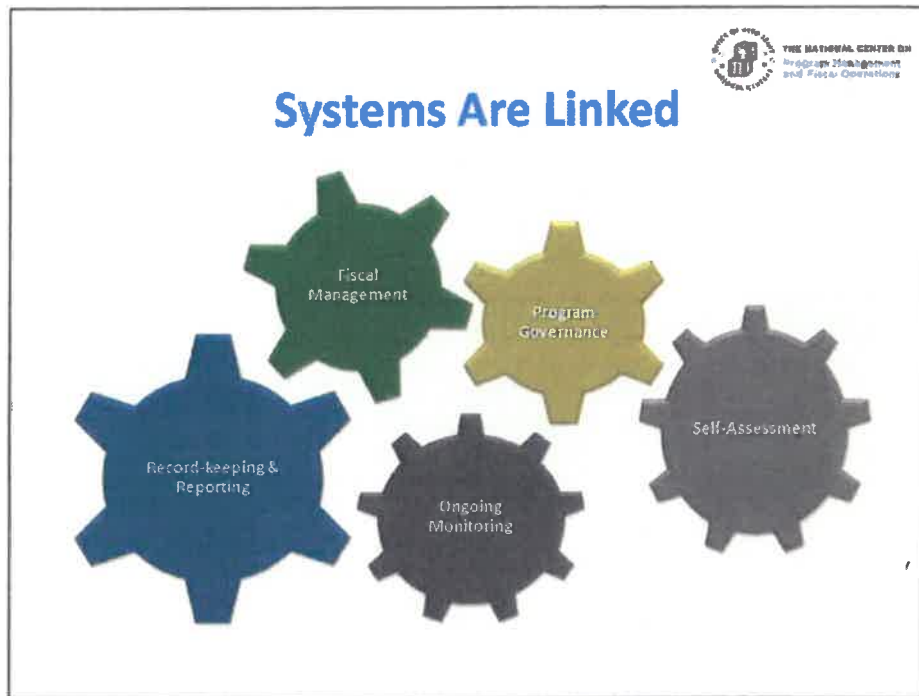 THE NATIONAL CENTER ON
Program Management
and Fiscal Operations
Systems Are Linked
Fiscal
Management
Program
Governance
Self-Assessment
Record-keeping &
Reporting
Ongoing
Monitoring